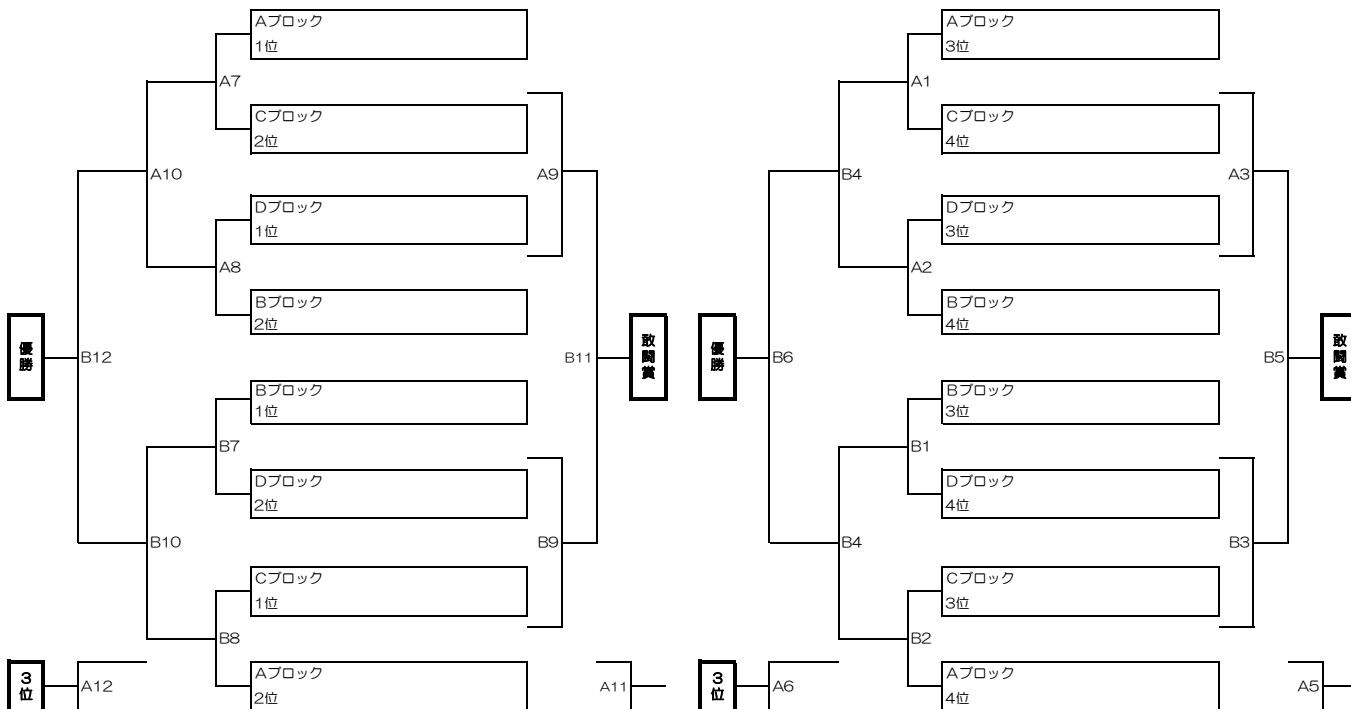 Aブロック
1位
A7
Cブロック
2位
A10
A9
Dブロック
1位
A8
Bブロック
2位
優勝
B12
B11
敢闘賞
Bブロック
1位
B7
Dブロック
2位
B10
B9
Cブロック
1位
B8
3位
A12
Aブロック
2位
A11
Aブロック
3位
A1
Cブロック
4位
B4
A3
Dブロック
3位
A2
Bブロック
4位
優勝
B6
B5
敢闘賞
Bブロック
3位
B1
Dブロック
4位
B4
B3
Cブロック
3位
B2
3位
A6
Aブロック
4位
A5